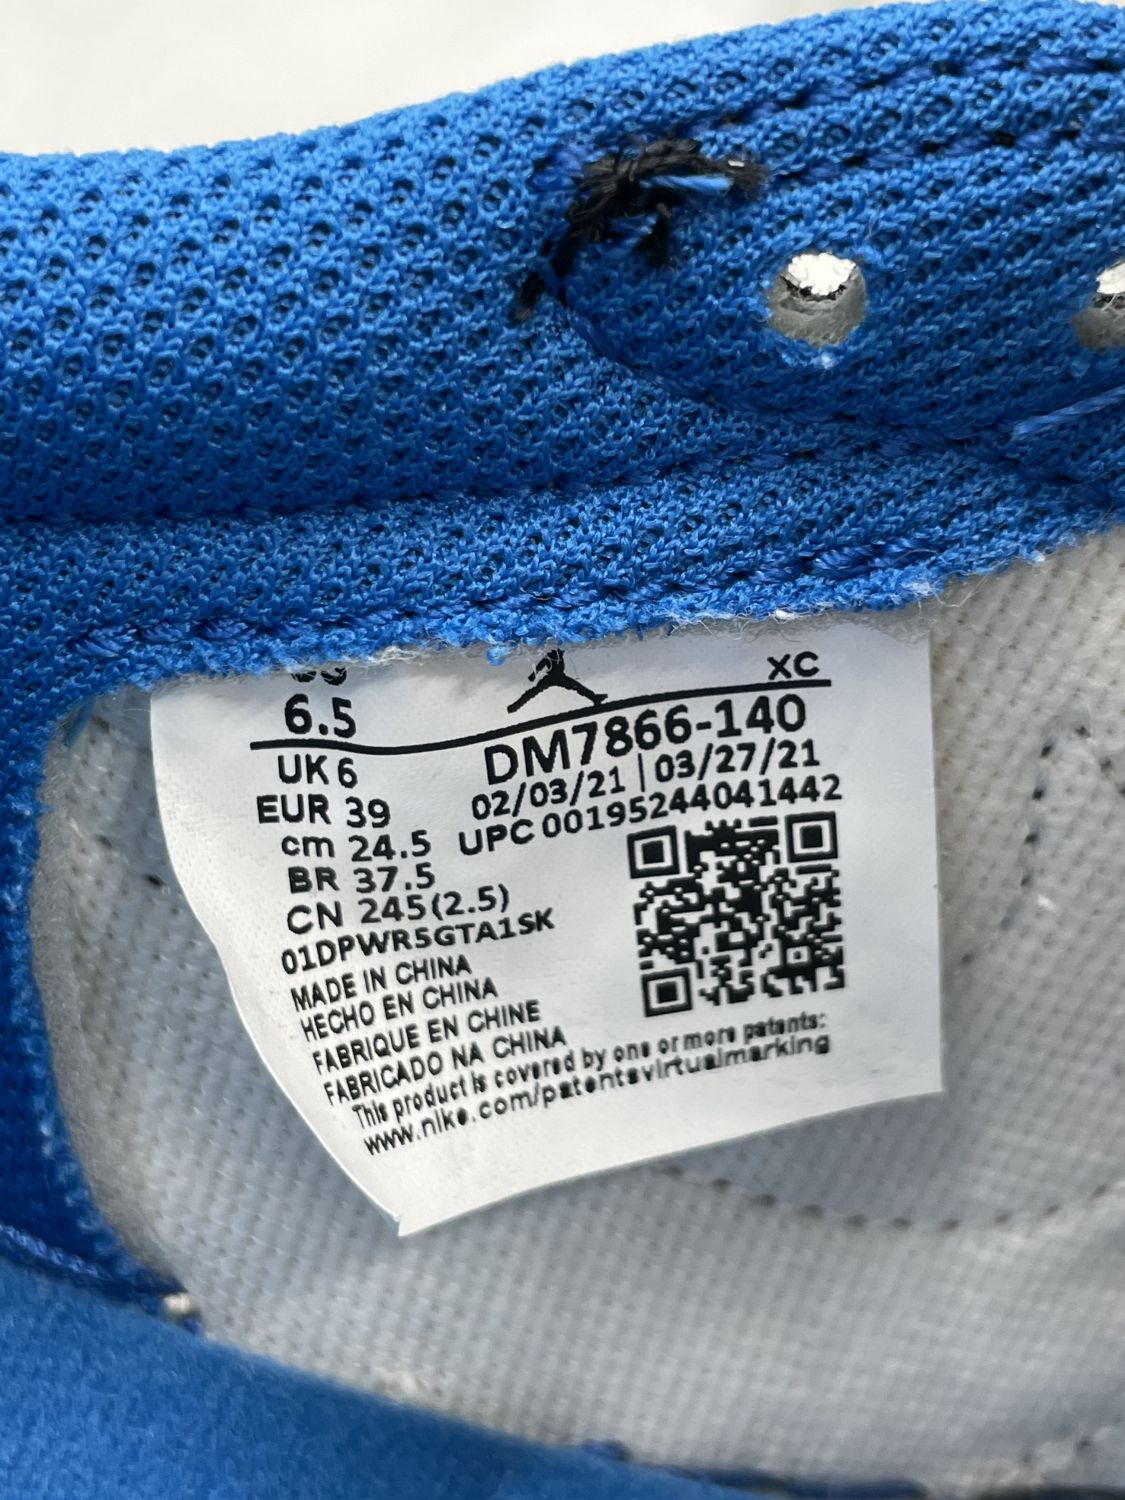 XC
6.5
DM7866-140
UK 6
02/03/21 | 03/27/21
EUR 39
UPC 00195244041442
cm 24.5
BR 37.5
CN 245(2.5)
01DPWR5GTA1SK
MADE IN CHINA
HECHO EN CHINA
FABRIQUE EN CHINE
FABRICADO NA CHINA
This product is covered by one or more patents:
www.nike.com/patentsvirtualmarking